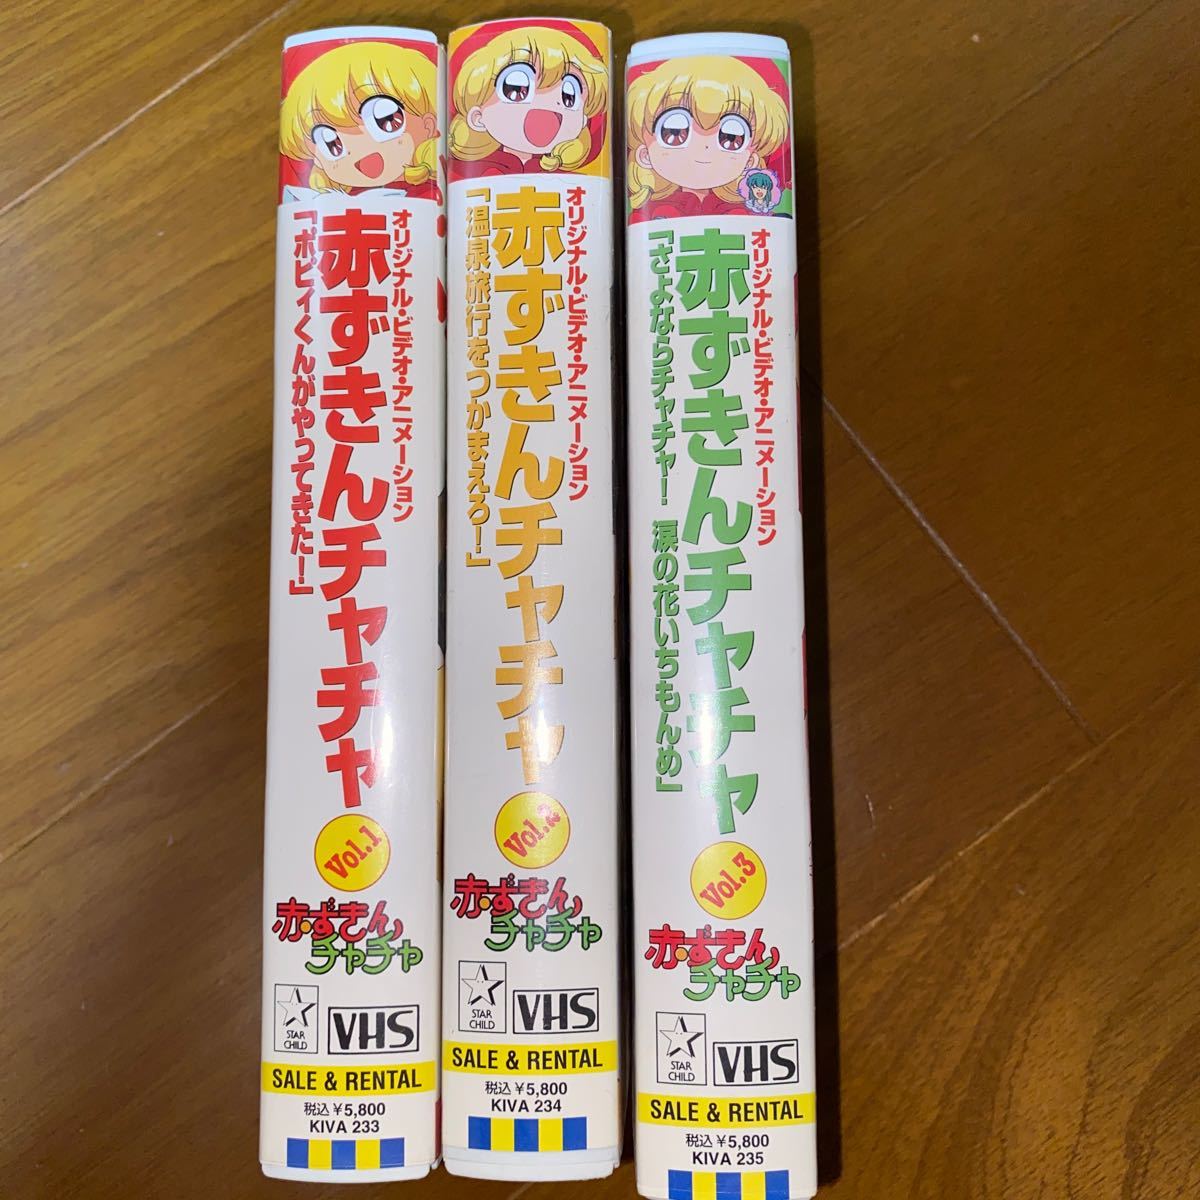 オリジナル・ビデオ・アニメーション
赤ずきんチャチャ
「ポピィくんがやってきた!」
Vol.1
赤ずきん
チャチャ
STAR
CHILD
VHS
SALE & RENTAL
税込¥5,800
KIVA 233
オリジナル・ビデオ・アニメーション
赤ずきんチャチャ
「温泉旅行をつかまえろ!」
Vol.2
赤ずきん
チャチャ
STAR
CHILD
VHS
SALE & RENTAL
税込¥5,800
KIVA 234
オリジナル・ビデオ・アニメーション
赤ずきんチャチャ
「さよならチャチャ! 涙の花いちもんめ」
Vol.3
赤ずきん
チャチャ
STAR
CHILD
VHS
SALE & RENTAL
税込¥5,800
KIVA 235